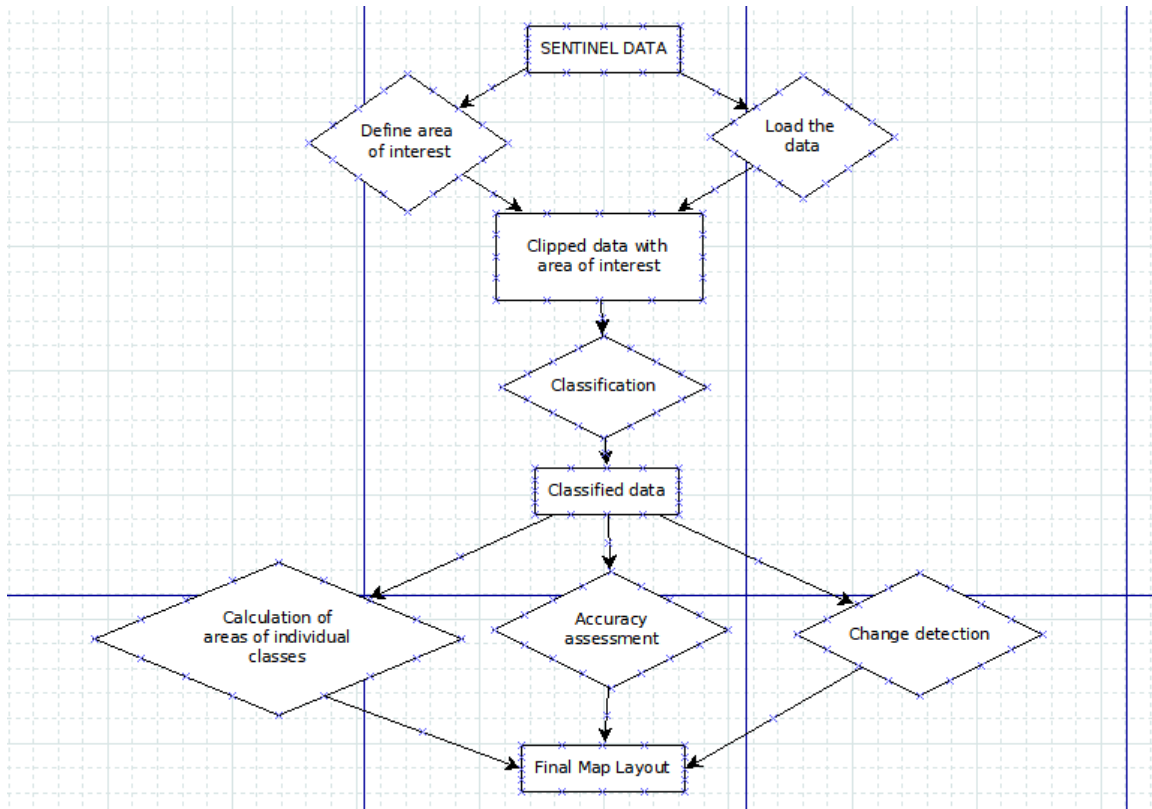 SENTINEL DATA
Define area
of interest
Load the
data
Clipped data with
area of interest
Classification
Classified data
Calculation of
areas of individual
classes
Accuracy
assessment
Change detection
Final Map Layout